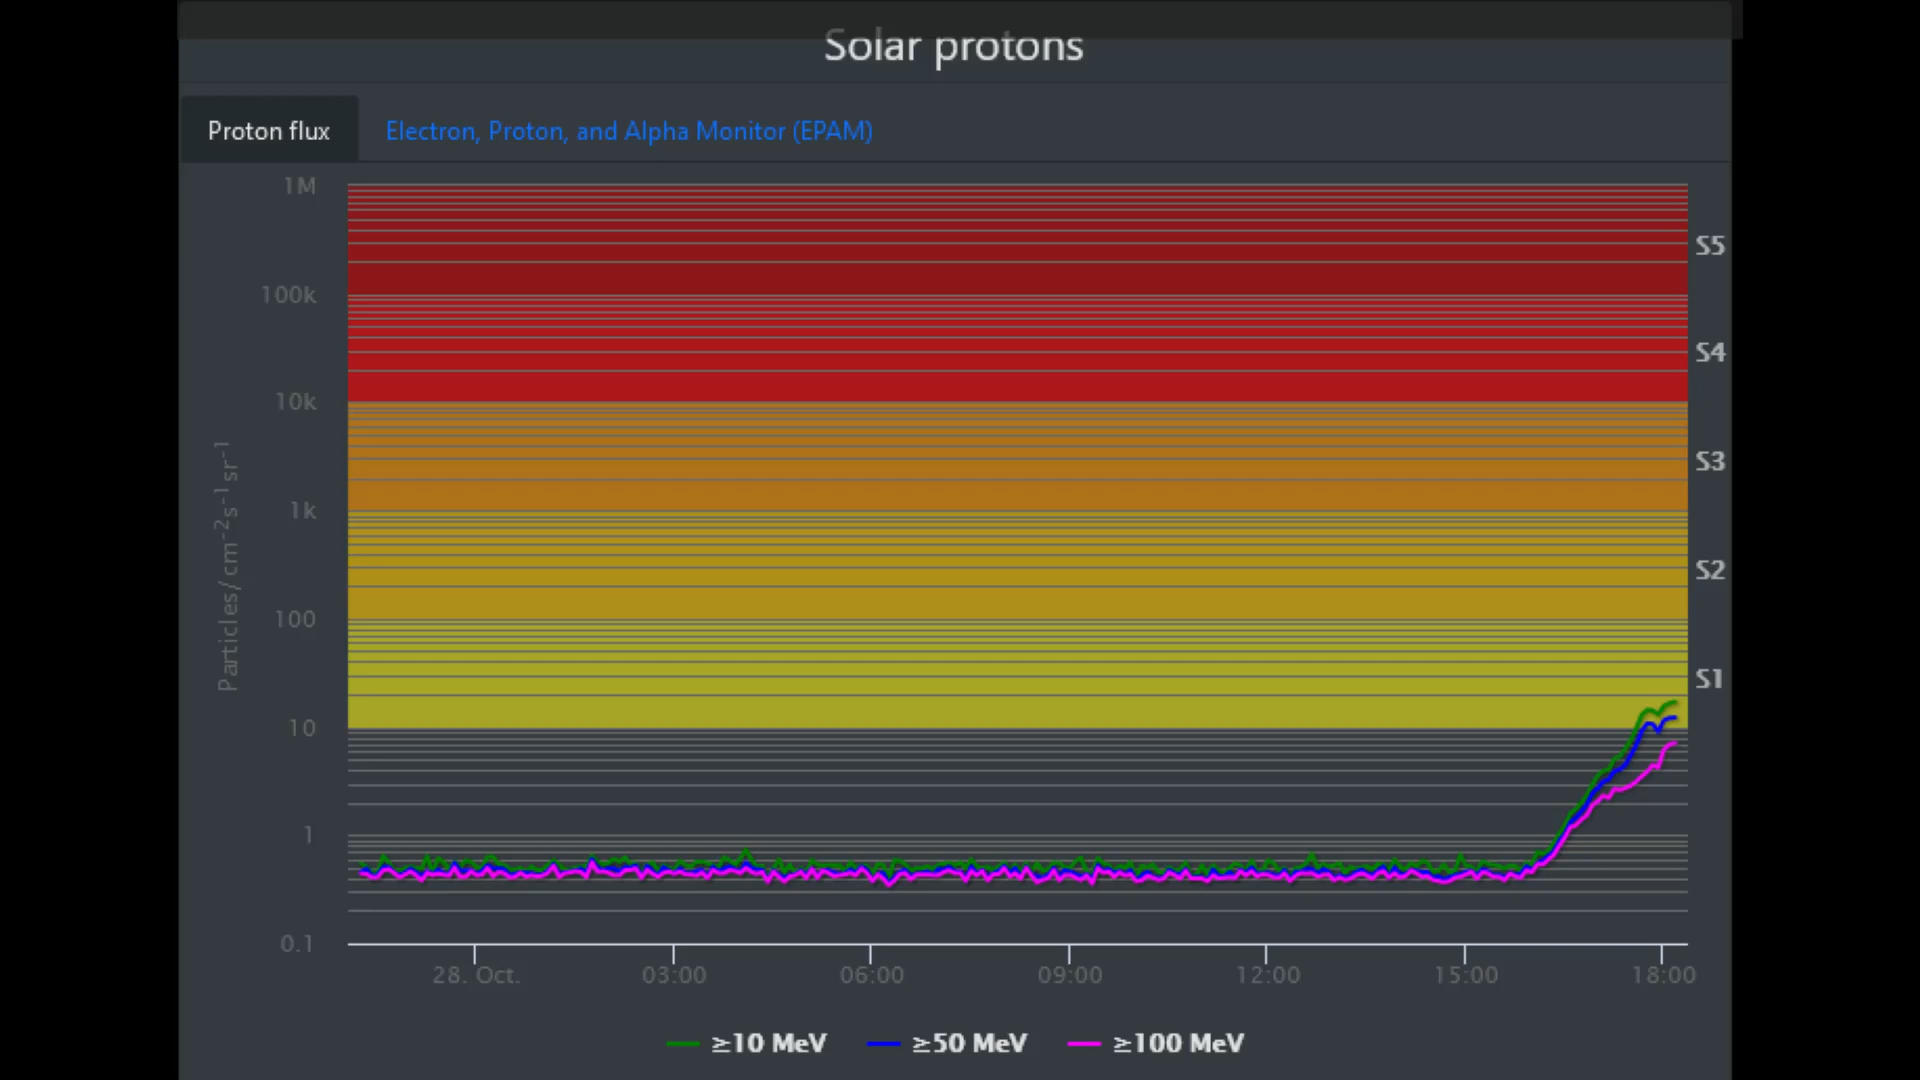 Solar protons
Proton flux
Electron, Proton, and Alpha Monitor (EPAM)
1M
S5
100k
S4
10k
S3
1k
S2
100
S1
10
1
0.1
Particles/cm⁻²s⁻¹sr⁻¹
28. Oct. 03:00 06:00 09:00 12:00 15:00 18:00
≥10 MeV ≥50 MeV ≥100 MeV